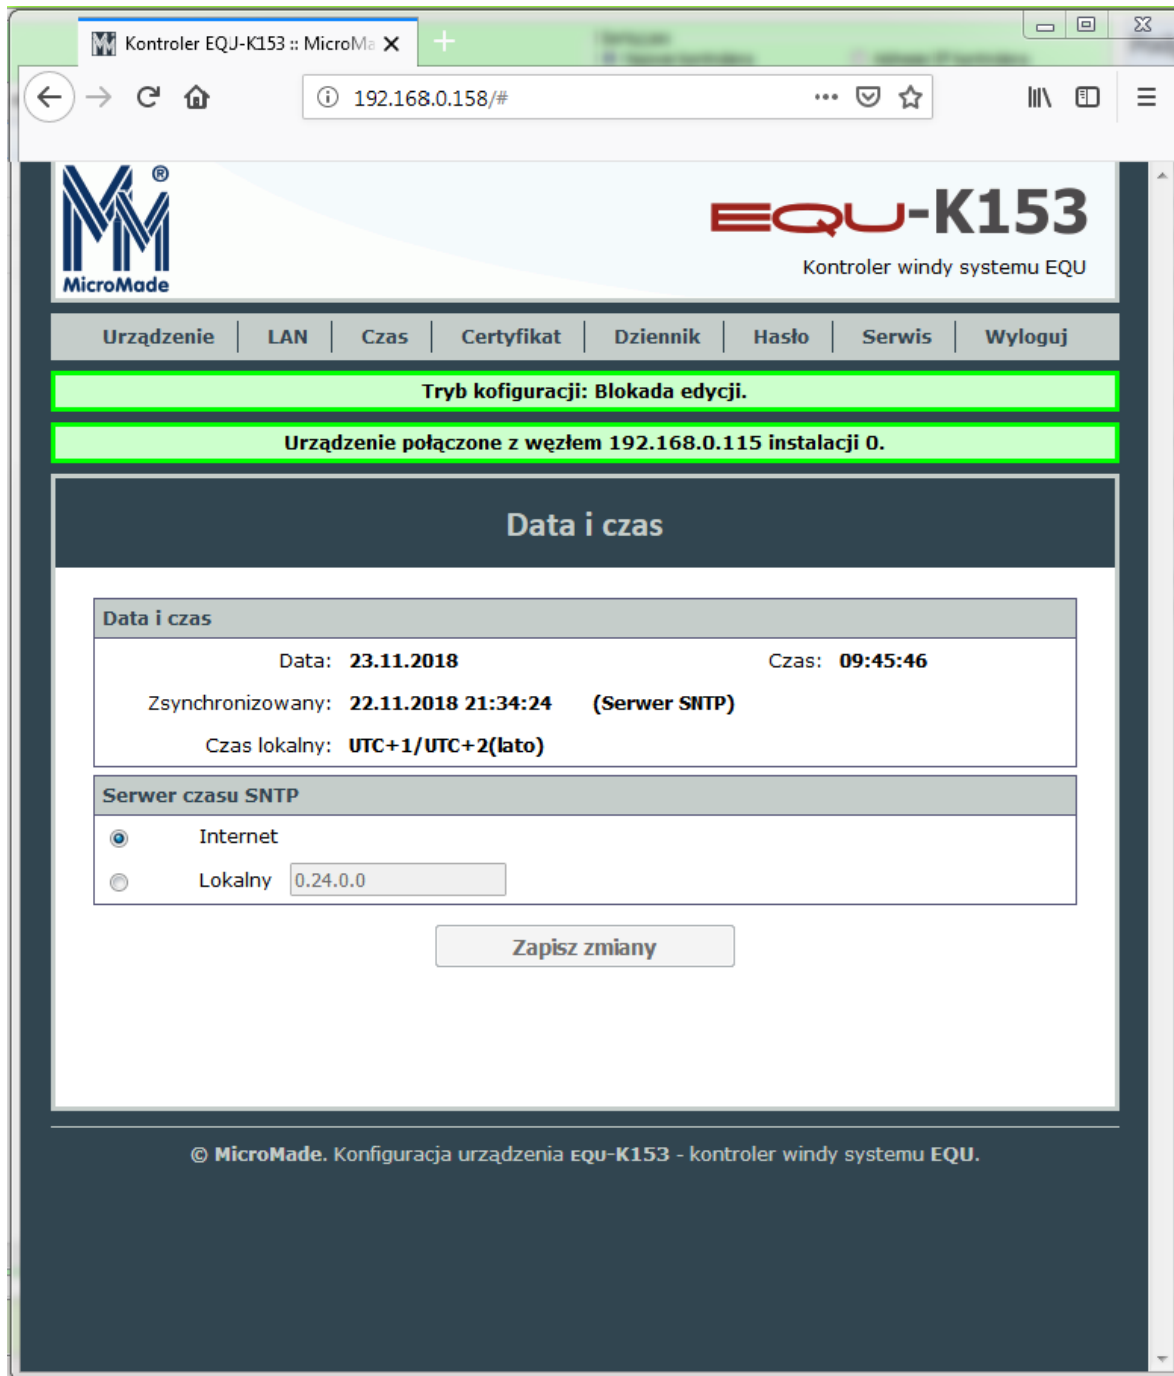 Kontroler EQU-K153 :: MicroMa
192.168.0.158/#
MicroMade
EQU-K153
Kontroler windy systemu EQU
Urządzenie LAN Czas Certyfikat Dziennik Hasło Serwis Wyloguj
Tryb kofiguracji: Blokada edycji.
Urządzenie połączone z węzłem 192.168.0.115 instalacji 0.
Data i czas
Data i czas
Data: 23.11.2018 Czas: 09:45:46
Zsynchronizowany: 22.11.2018 21:34:24 (Serwer SNTP)
Czas lokalny: UTC+1/UTC+2(lato)
Serwer czasu SNTP
Internet
Lokalny 0.24.0.0
Zapisz zmiany
© MicroMade. Konfiguracja urządzenia EQU-K153 - kontroler windy systemu EQU.